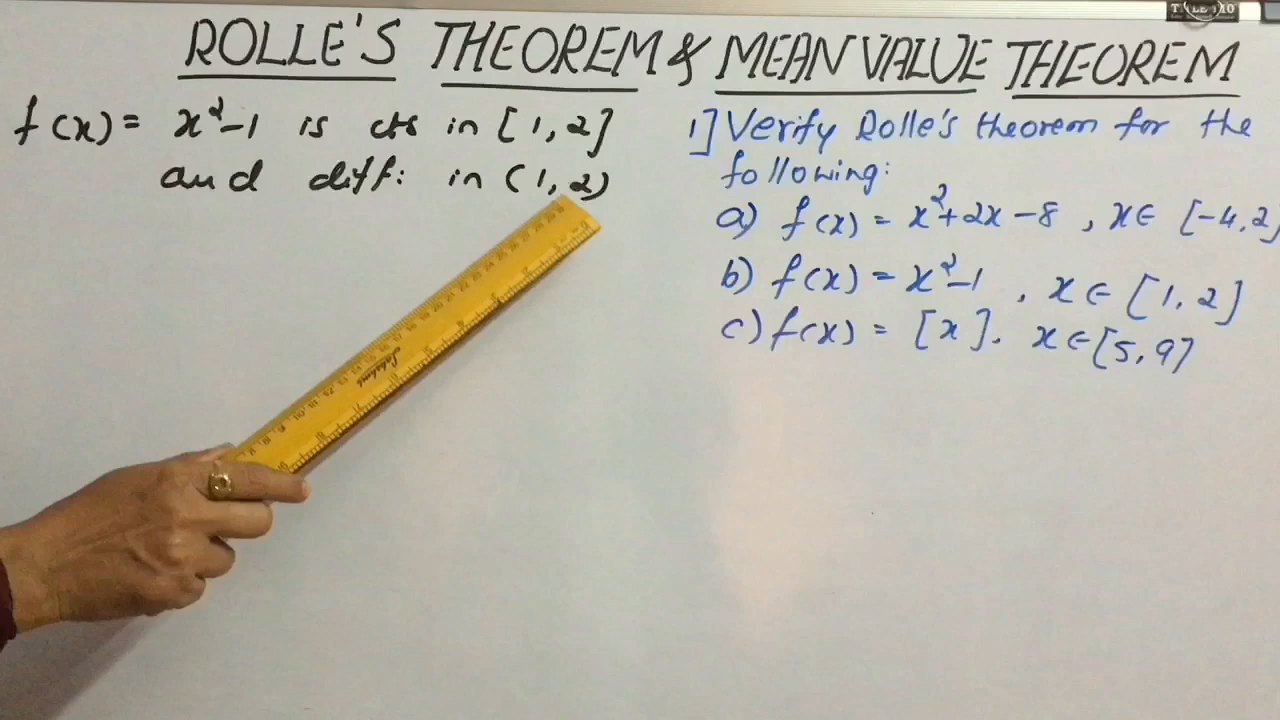 ROLLE'S THEOREM & MEAN VALUE THEOREM
f(x) = x²-1 is cts in [1, 2]
and diff: in (1, 2)
1] Verify Rolle's theorem for the
following:
a) f(x) = x²+2x-8 , x∈ [-4, 2]
b) f(x) = x²-1 , x∈ [1, 2]
c) f(x) = [x]. x∈[5, 9]